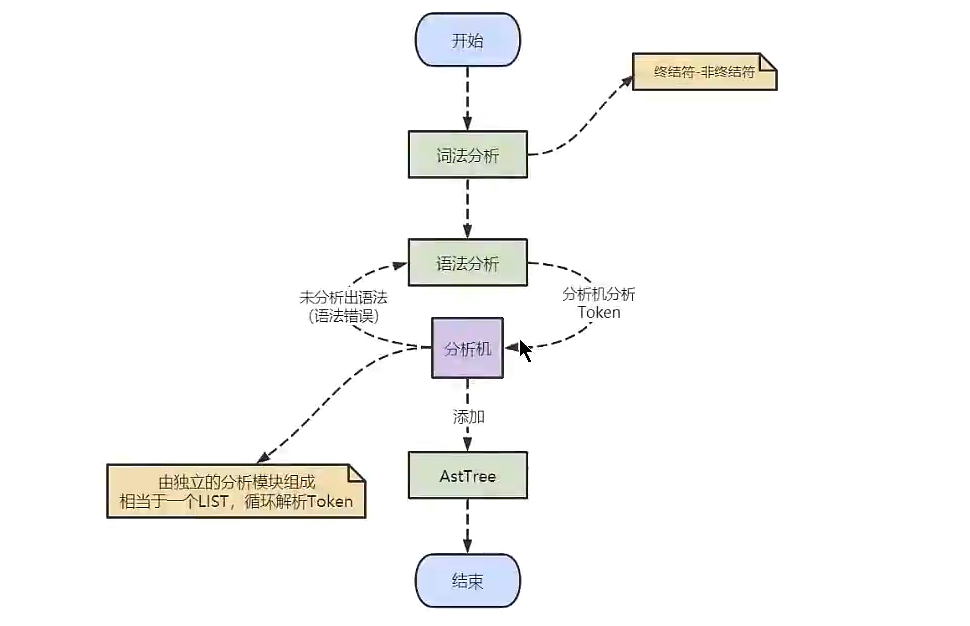 开始
终结符-非终结符
词法分析
语法分析
未分析出语法
(语法错误)
分析机分析
Token
分析机
添加
AstTree
由独立的分析模块组成
相当于一个LIST，循环解析Token
结束